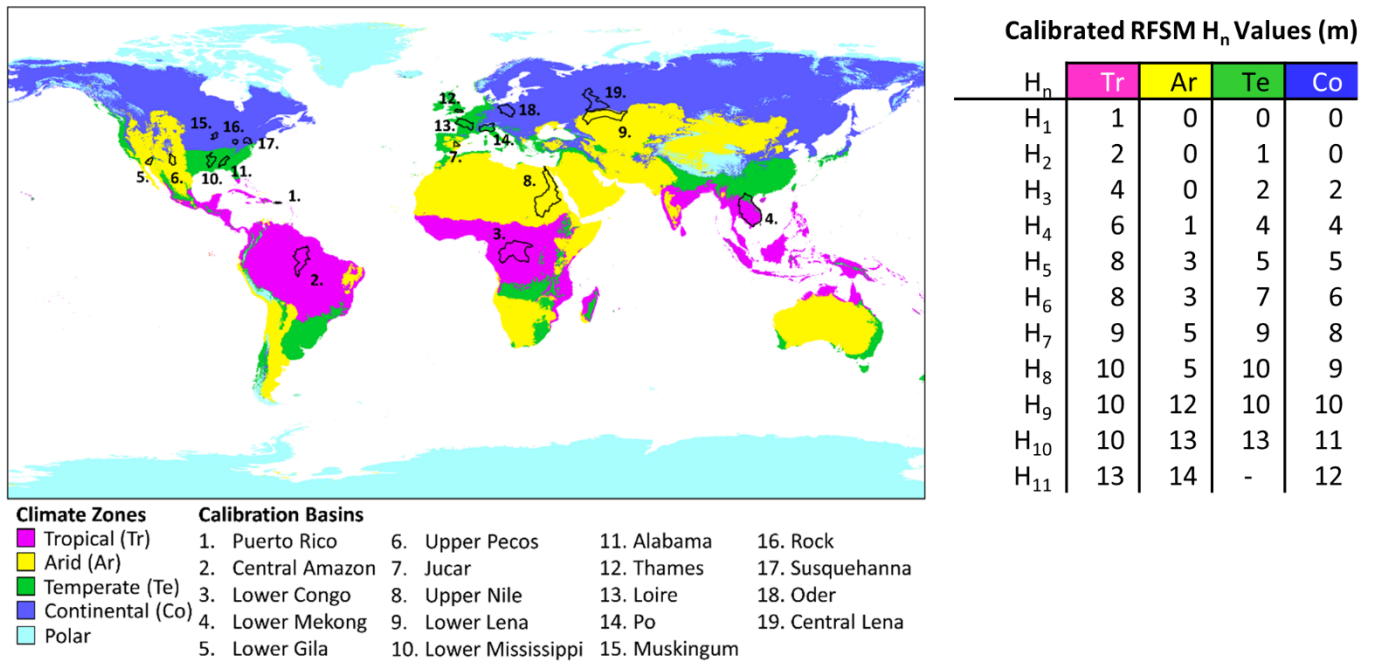 Calibrated RFSM Hn Values (m)
Hn Tr Ar Te Co
H1 1 0 0 0
H2 2 0 1 0
H3 4 0 2 2
H4 6 1 4 4
H5 8 3 5 5
H6 8 3 7 6
H7 9 5 9 8
H8 10 5 10 9
H9 10 12 10 10
H10 10 13 13 11
H11 13 14 - 12
12.
19.
18.
15.
16.
13.
9.
17.
14.
7.
5.
6.
10.
11.
8.
1.
4.
3.
2.
Climate Zones
Tropical (Tr)
Arid (Ar)
Temperate (Te)
Continental (Co)
Polar
Calibration Basins
1. Puerto Rico
2. Central Amazon
3. Lower Congo
4. Lower Mekong
5. Lower Gila
6. Upper Pecos
7. Jucar
8. Upper Nile
9. Lower Lena
10. Lower Mississippi
11. Alabama
12. Thames
13. Loire
14. Po
15. Muskingum
16. Rock
17. Susquehanna
18. Oder
19. Central Lena